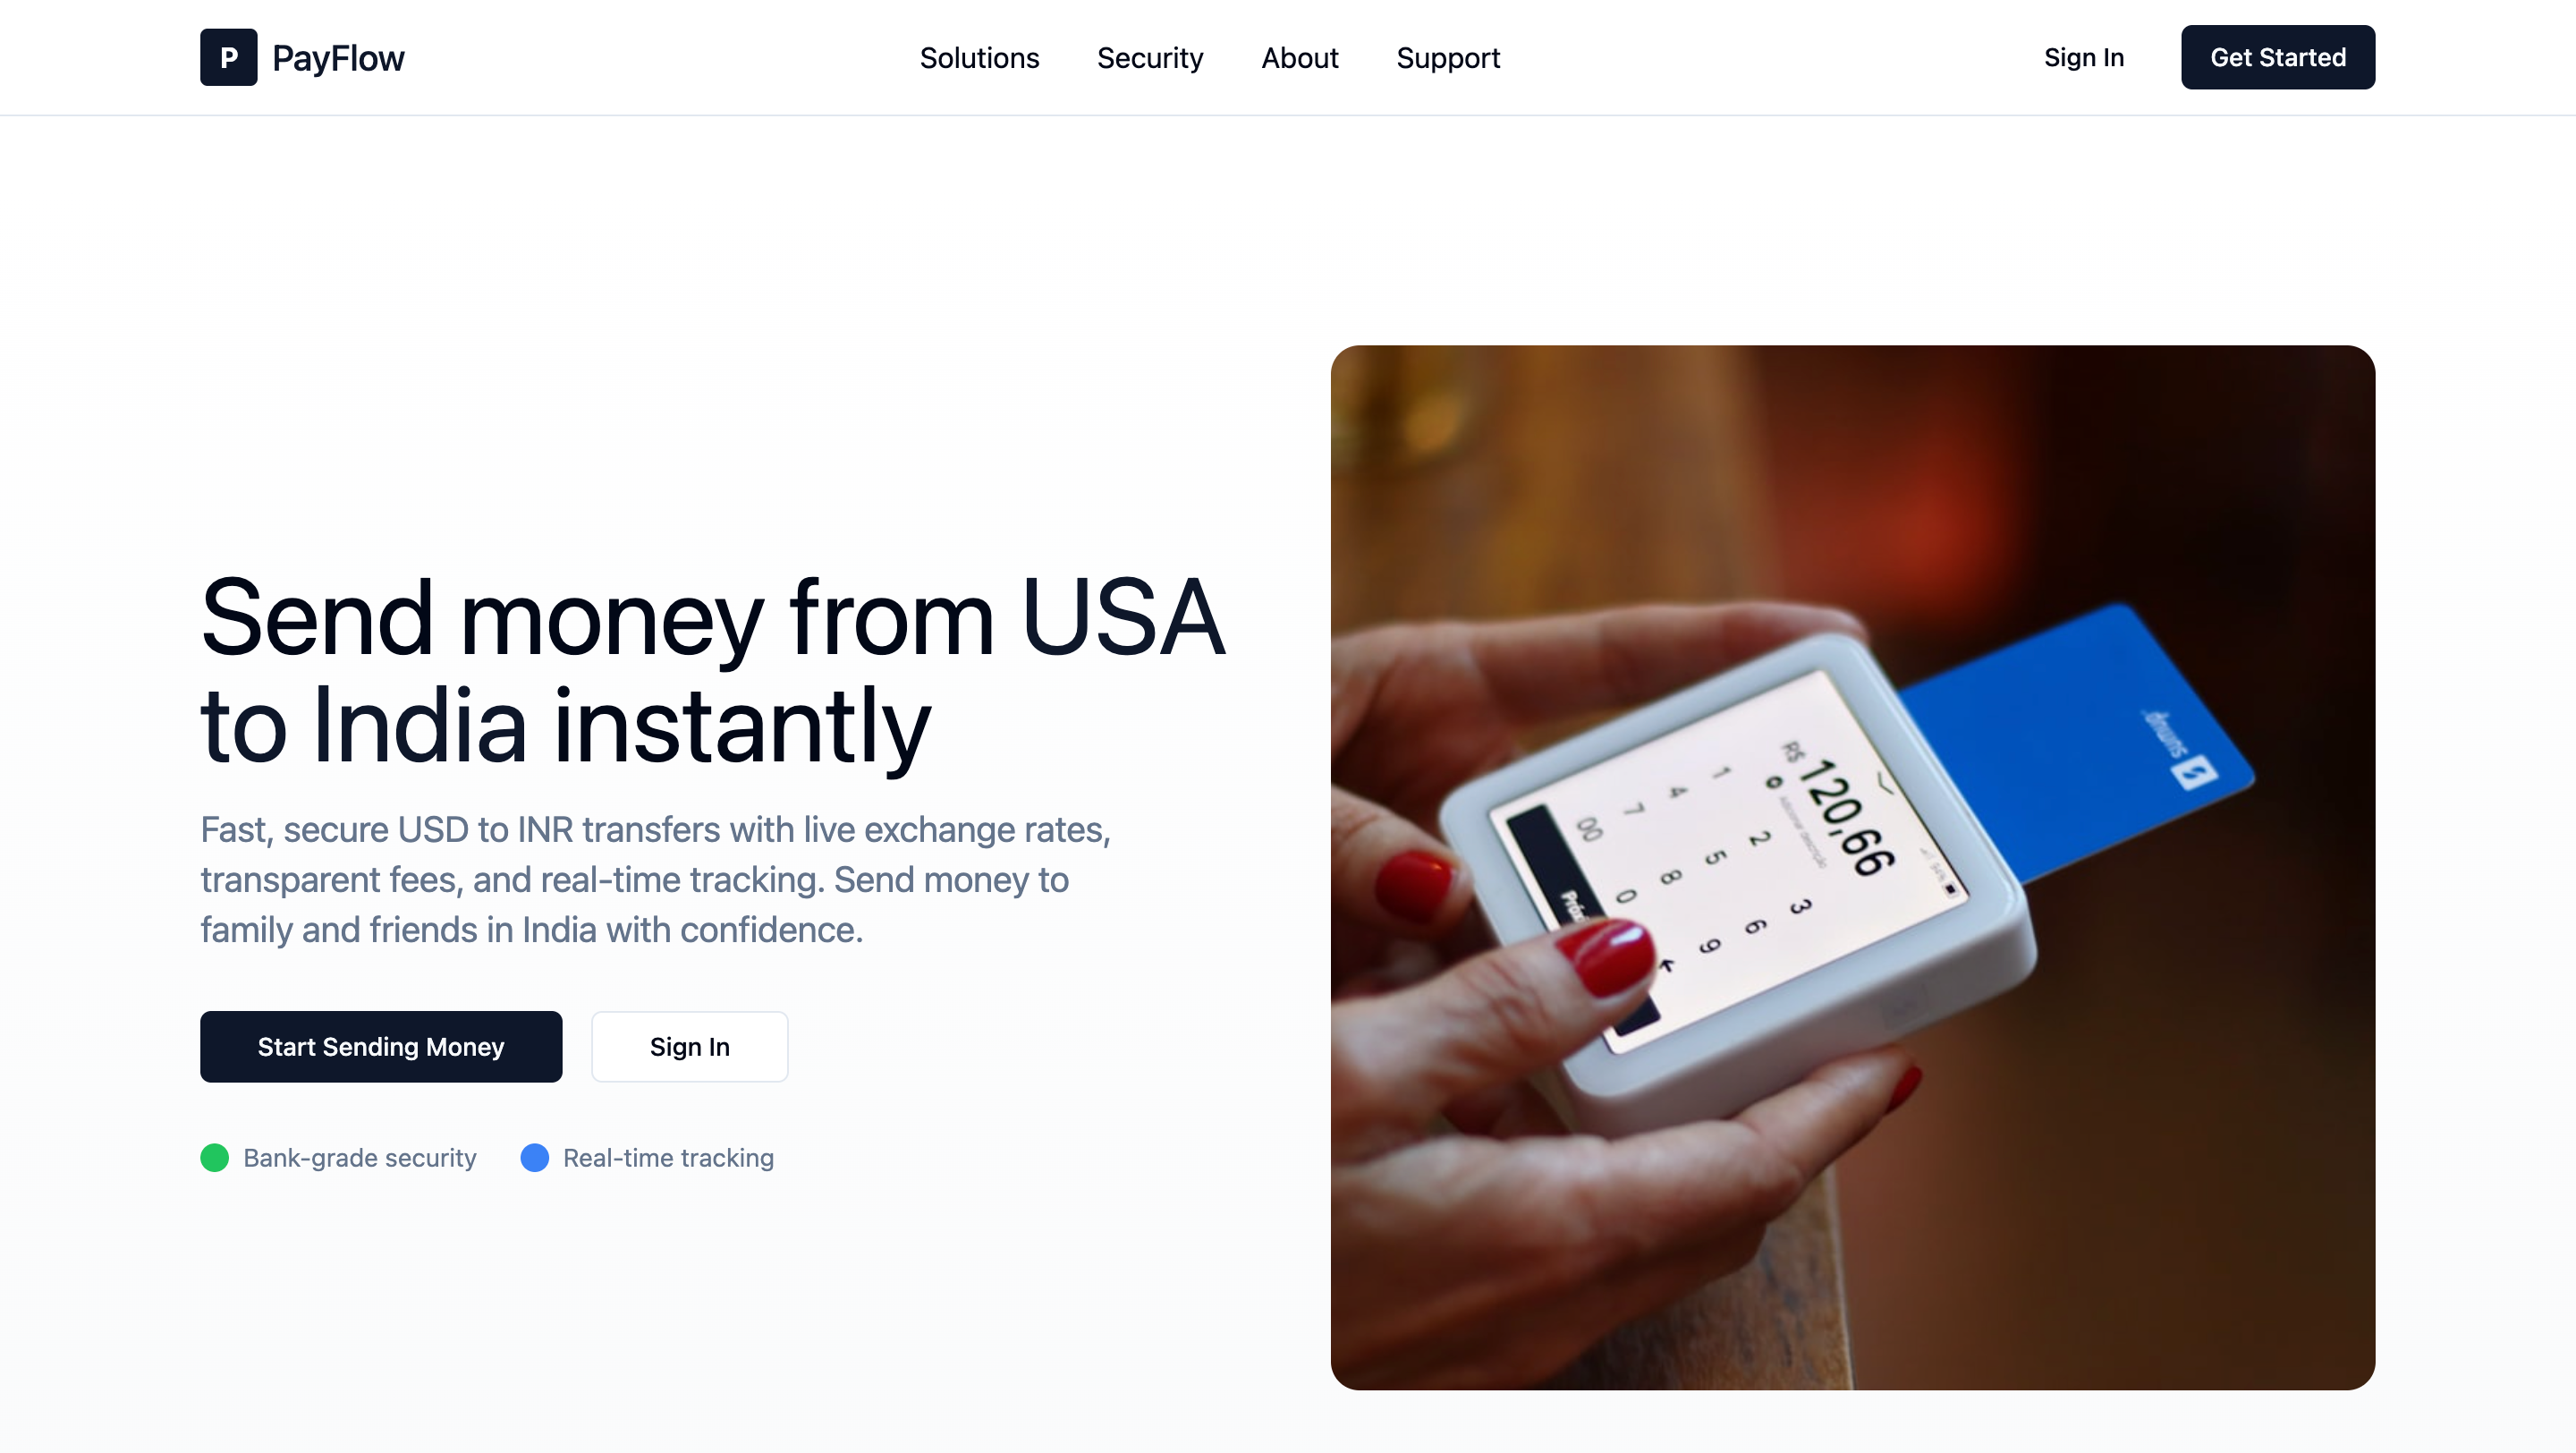 P PayFlow
Solutions Security About Support
Sign In Get Started
Send money from USA
to India instantly
Fast, secure USD to INR transfers with live exchange rates,
transparent fees, and real-time tracking. Send money to
family and friends in India with confidence.
Start Sending Money Sign In
Bank-grade security Real-time tracking
R$ 120,66
1 2 3
4 5 6
7 8 9
00 0
sumup